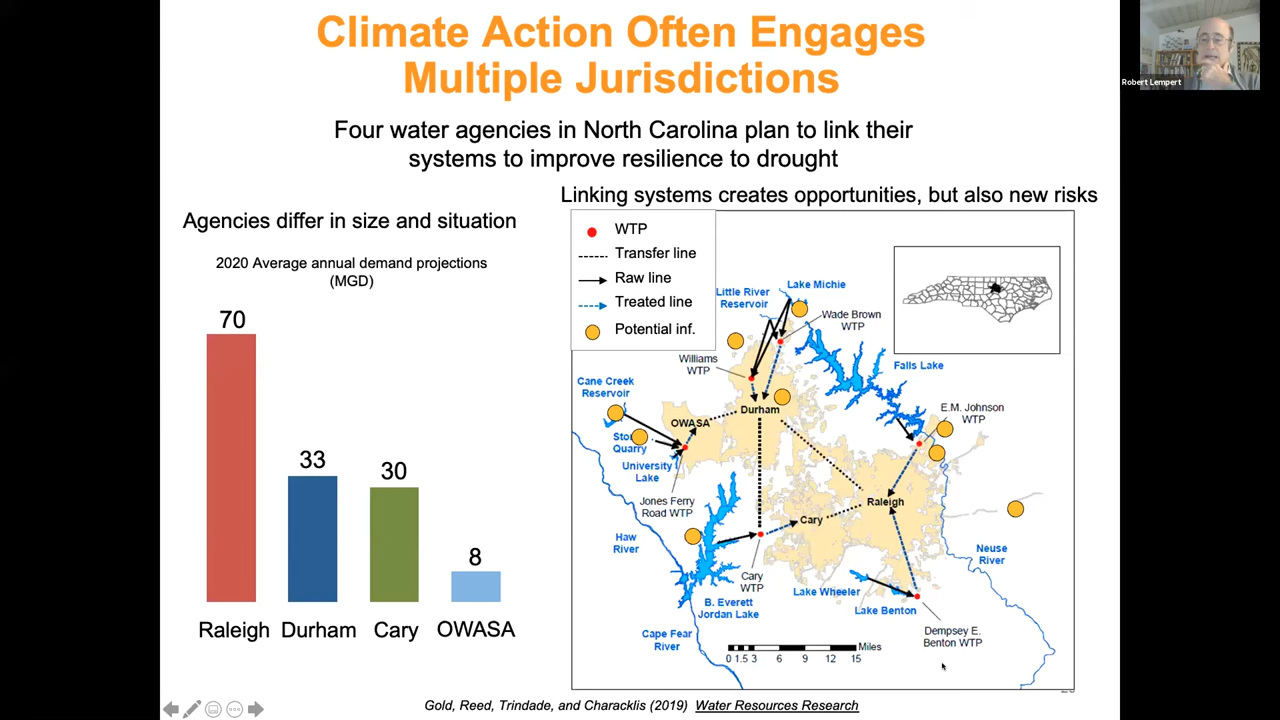 Climate Action Often Engages
Multiple Jurisdictions
Robert Lempert
Four water agencies in North Carolina plan to link their
systems to improve resilience to drought
Agencies differ in size and situation
2020 Average annual demand projections
(MGD)
70
33
30
8
Raleigh
Durham
Cary
OWASA
Linking systems creates opportunities, but also new risks
WTP
Transfer line
Raw line
Treated line
Potential inf.
Little River
Reservoir
Lake Michie
Wade Brown
WTP
Williams
WTP
Falls Lake
Cane Creek
Reservoir
Durham
E.M. Johnson
WTP
OWASA
Quarry
University
Lake
Jones Ferry
Road WTP
Raleigh
Cary
Haw
River
Neuse
River
Cary
WTP
Lake Wheeler
B. Everett
Jordan Lake
Lake Benton
Cape Fear
River
Dempsey E.
Benton WTP
Miles
0 1.5 3 6 9 12 15
Gold, Reed, Trindade, and Characklis (2019) Water Resources Research